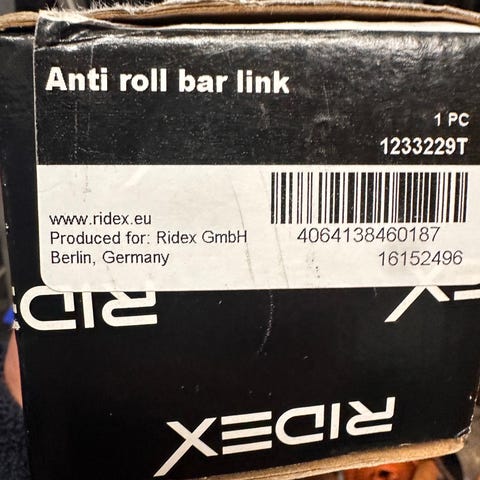 Anti roll bar link
1 PC
1233229T
www.ridex.eu
Produced for: Ridex GmbH
Berlin, Germany
4064138460187
16152496
RIDEX